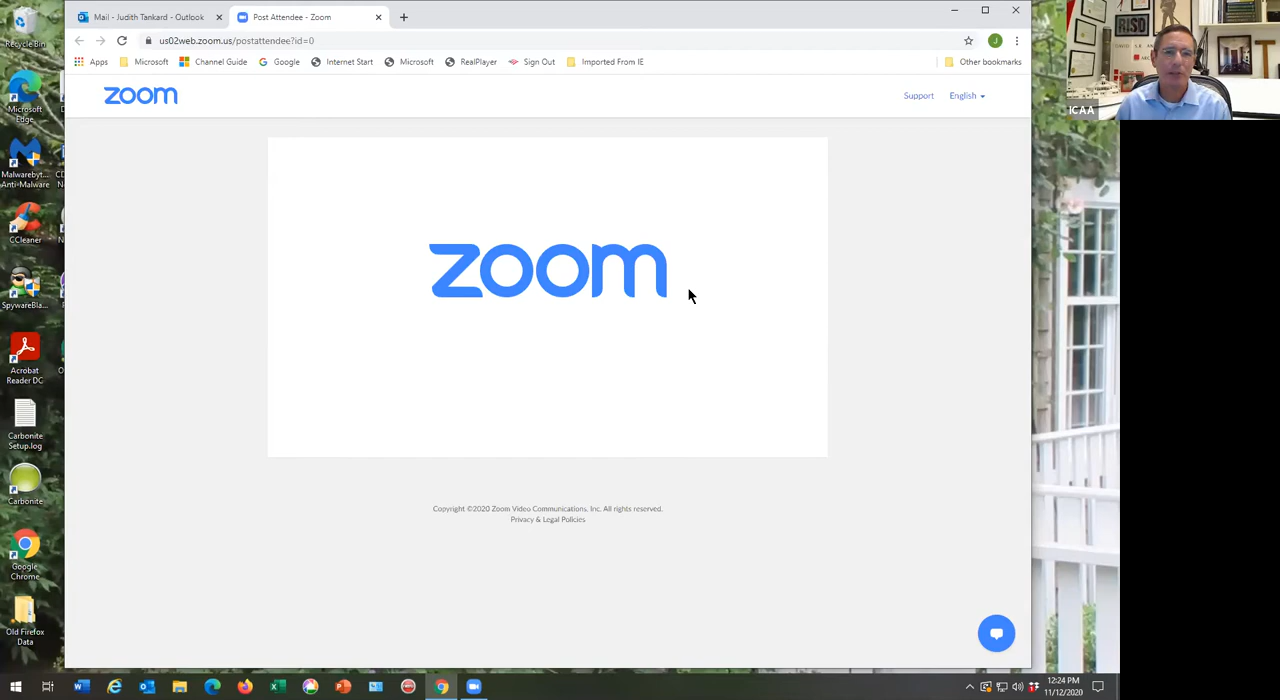 Mail - Judith Tankard - Outlook
Post Attendee - Zoom
us02web.zoom.us/postattendee?id=0
Apps
Microsoft
Channel Guide
Google
Internet Start
Microsoft
RealPlayer
Sign Out
Imported From IE
Other bookmarks
zoom
Support
English
zoom
Copyright ©2020 Zoom Video Communications, Inc. All rights reserved.
Privacy & Legal Policies
Recycle Bin
Microsoft
Edge
Malwarebyt...
Anti-Malware
CCleaner
SpywareBla...
Acrobat
Reader DC
Carbonite
Setup.log
Carbonite
Google
Chrome
Old Firefox
Data
RISD
ICAA
J
12:24 PM
11/12/2020